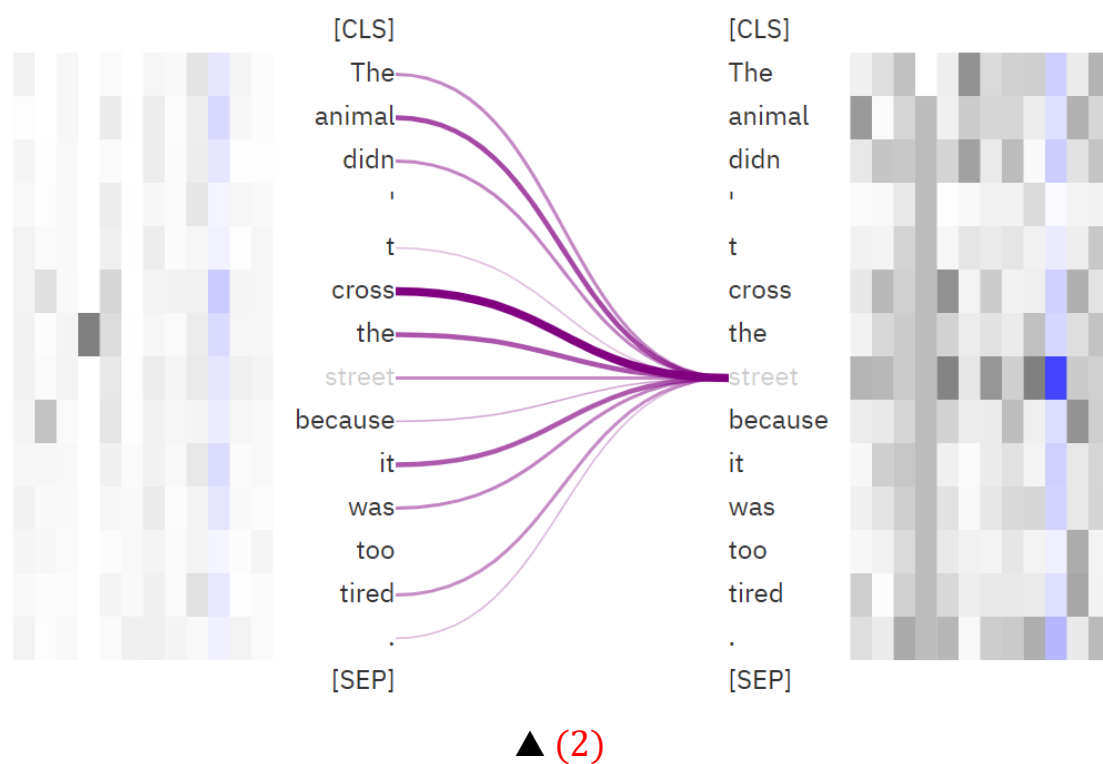 [CLS] [CLS]
The The
animal animal
didn didn
' '
t t
cross cross
the the
street street
because because
it it
was was
too too
tired tired
. .
[SEP] [SEP]
▲ (2)